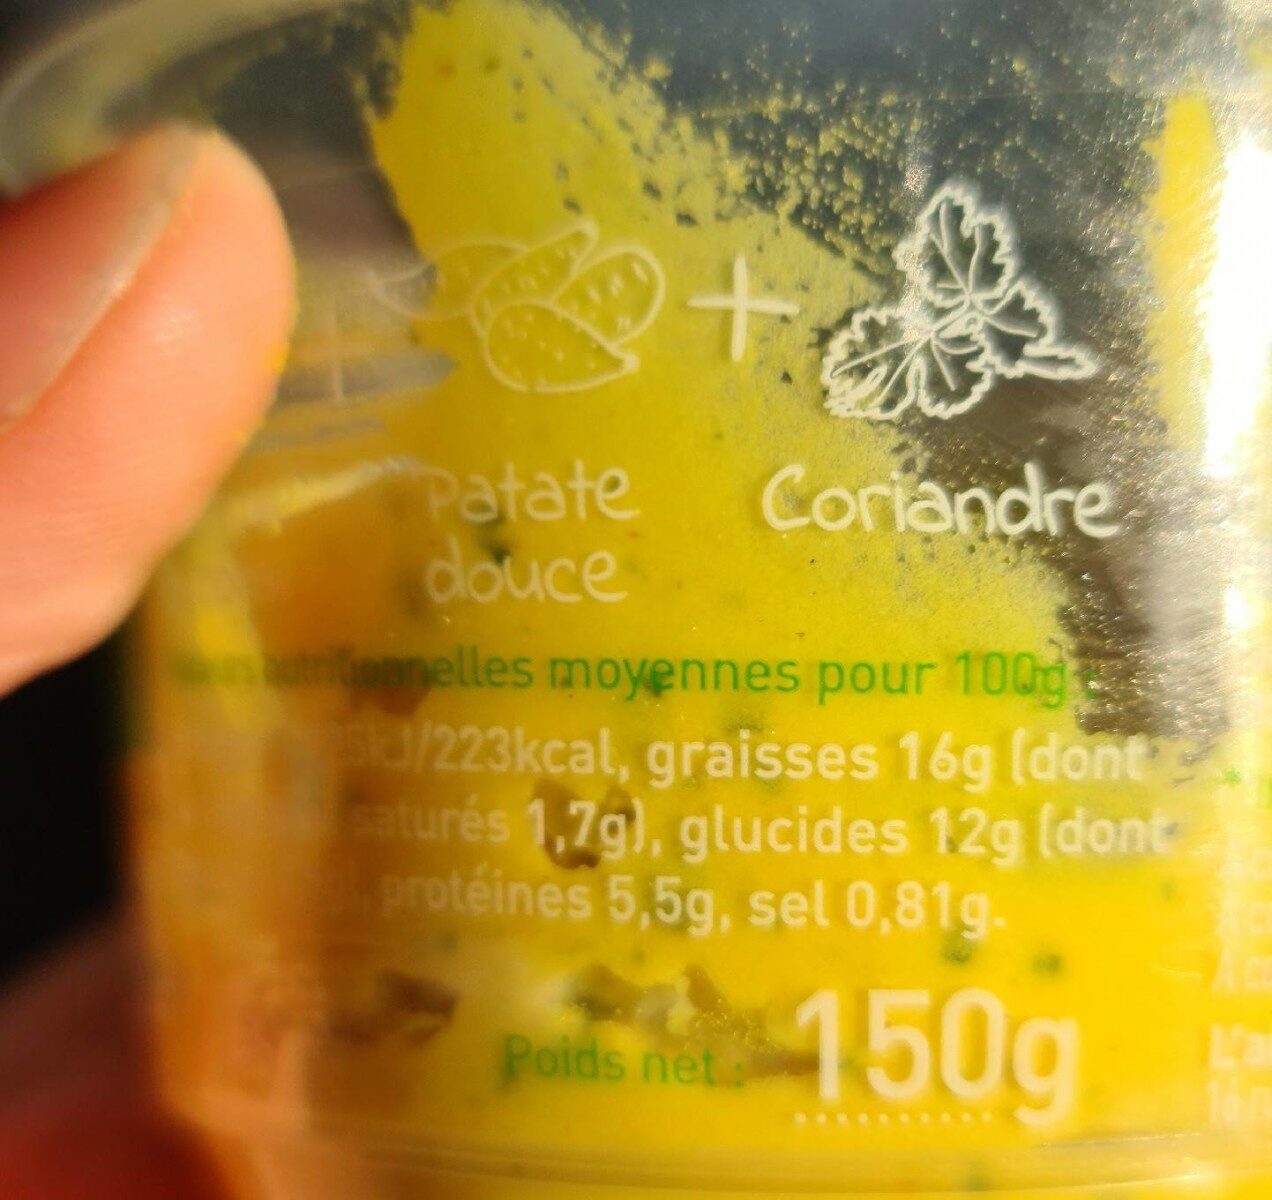 +
Patate
douce
Coriandre
nutritionnelles moyennes pour 100g :
/223kcal, graisses 16g (dont
saturés 1,7g), glucides 12g (dont
protéines 5,5g, sel 0,81g.
Poids net : 150g